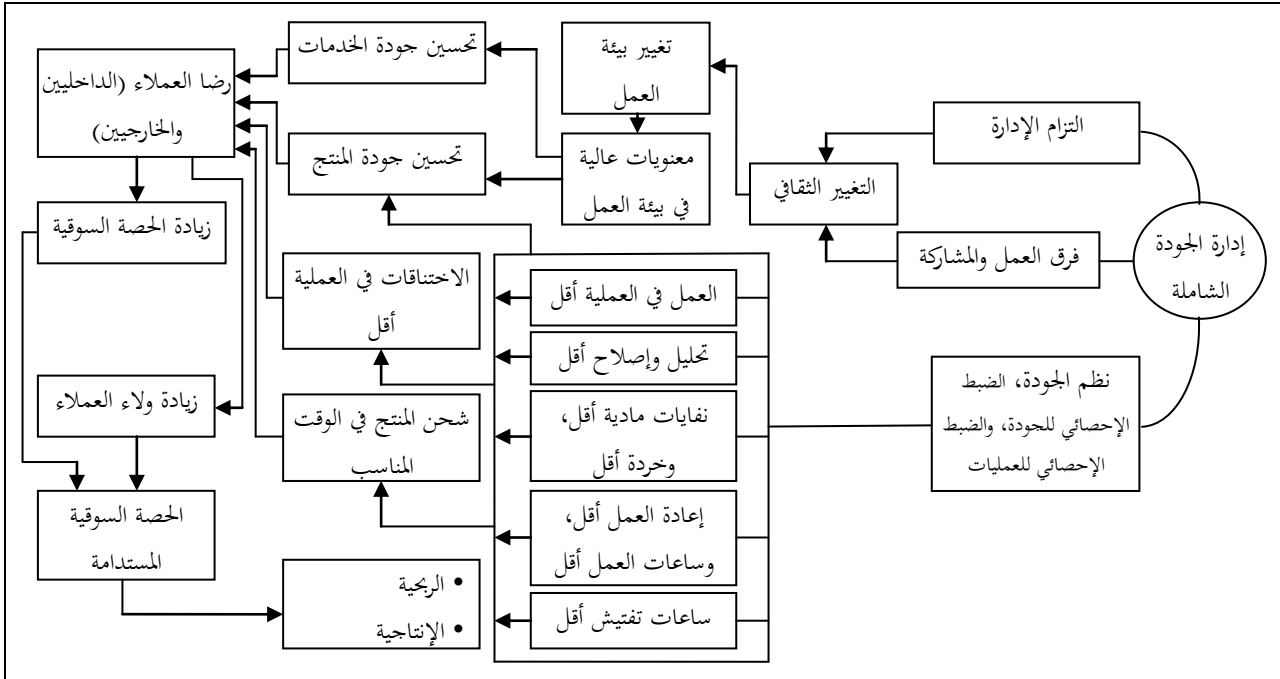 إدارة الجودة
الشاملة
التزام الإدارة
فرق العمل والمشاركة
نظم الجودة، الضبط
الإحصائي للجودة، والضبط
الإحصائي للعمليات
التغيير الثقافي
تغيير بيئة
العمل
معنويات عالية
في بيئة العمل
العمل في العملية أقل
تحليل وإصلاح أقل
نفايات مادية أقل،
وخردة أقل
إعادة العمل أقل،
وساعات العمل أقل
ساعات تفتيش أقل
تحسين جودة الخدمات
تحسين جودة المنتج
الاختناقات في العملية
أقل
شحن المنتج في الوقت
المناسب
• الربحية
• الإنتاجية
رضا العملاء (الداخليين
والخارجيين)
زيادة الحصة السوقية
زيادة ولاء العملاء
الحصة السوقية
المستدامة